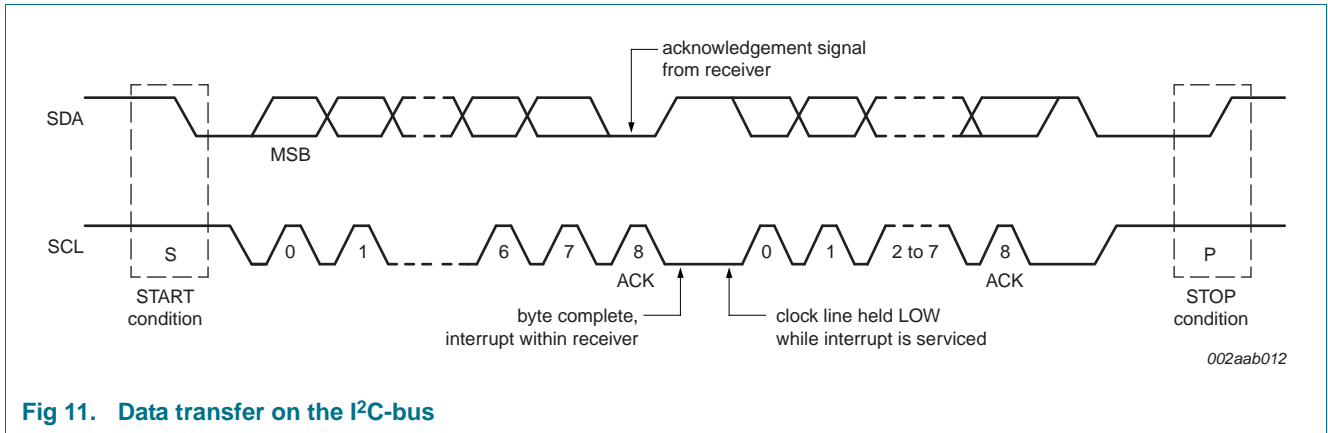 acknowledgement signal
from receiver
SDA
MSB
SCL
S
0
1
6
7
8
0
1
2 to 7
8
P
ACK
ACK
START
condition
byte complete,
interrupt within receiver
clock line held LOW
while interrupt is serviced
STOP
condition
002aab012
Fig 11. Data transfer on the I²C-bus